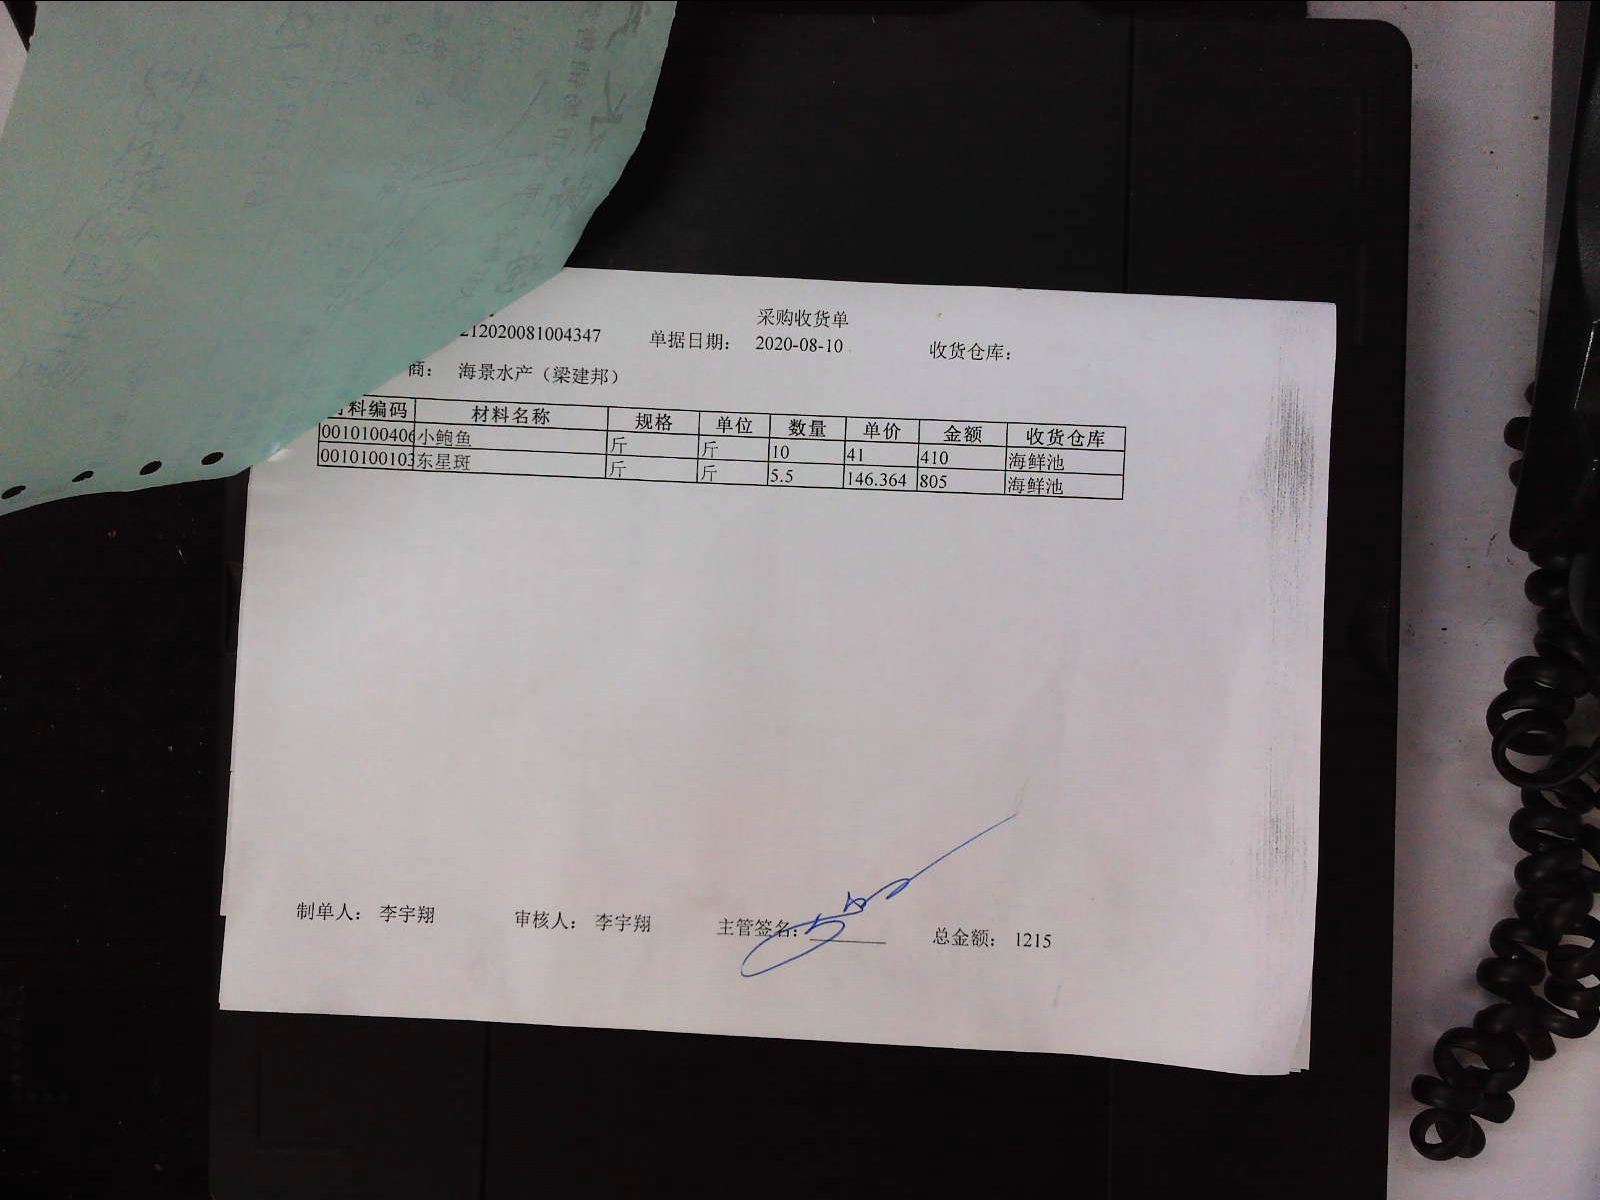 采购收货单
212020081004347 单据日期： 2020-08-10 收货仓库：
商： 海景水产（梁建邦）
料编码 材料名称 规格 单位 数量 单价 金额 收货仓库
0010100406 小鲍鱼 斤 斤 10 41 410 海鲜池
0010100103 东星斑 斤 斤 5.5 146.364 805 海鲜池
制单人： 李宇翔 审核人： 李宇翔 主管签名： 总金额： 1215